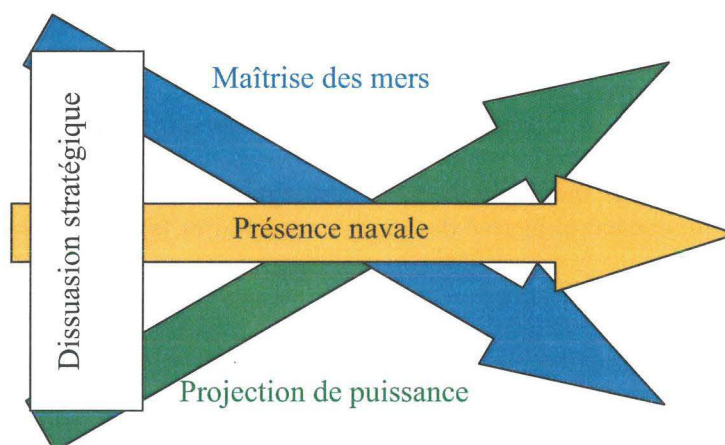 Maîtrise des mers
Dissuasion stratégique
Présence navale
Projection de puissance